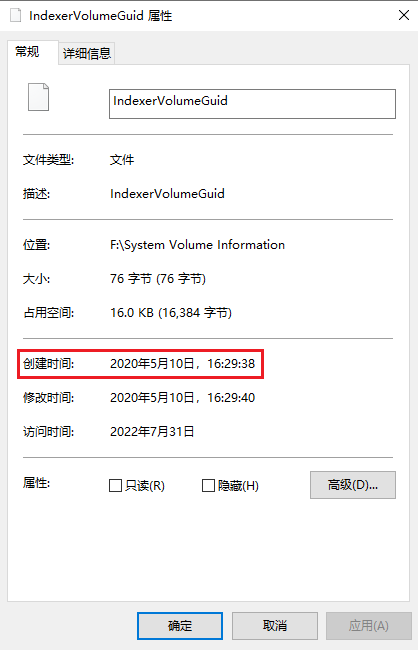 IndexerVolumeGuid 属性
常规 详细信息
IndexerVolumeGuid
文件类型: 文件
描述: IndexerVolumeGuid
位置: F:\System Volume Information
大小: 76 字节 (76 字节)
占用空间: 16.0 KB (16,384 字节)
创建时间: 2020年5月10日，16:29:38
修改时间: 2020年5月10日，16:29:40
访问时间: 2022年7月31日
属性: 只读(R) 隐藏(H) 高级(D)...
确定 取消 应用(A)